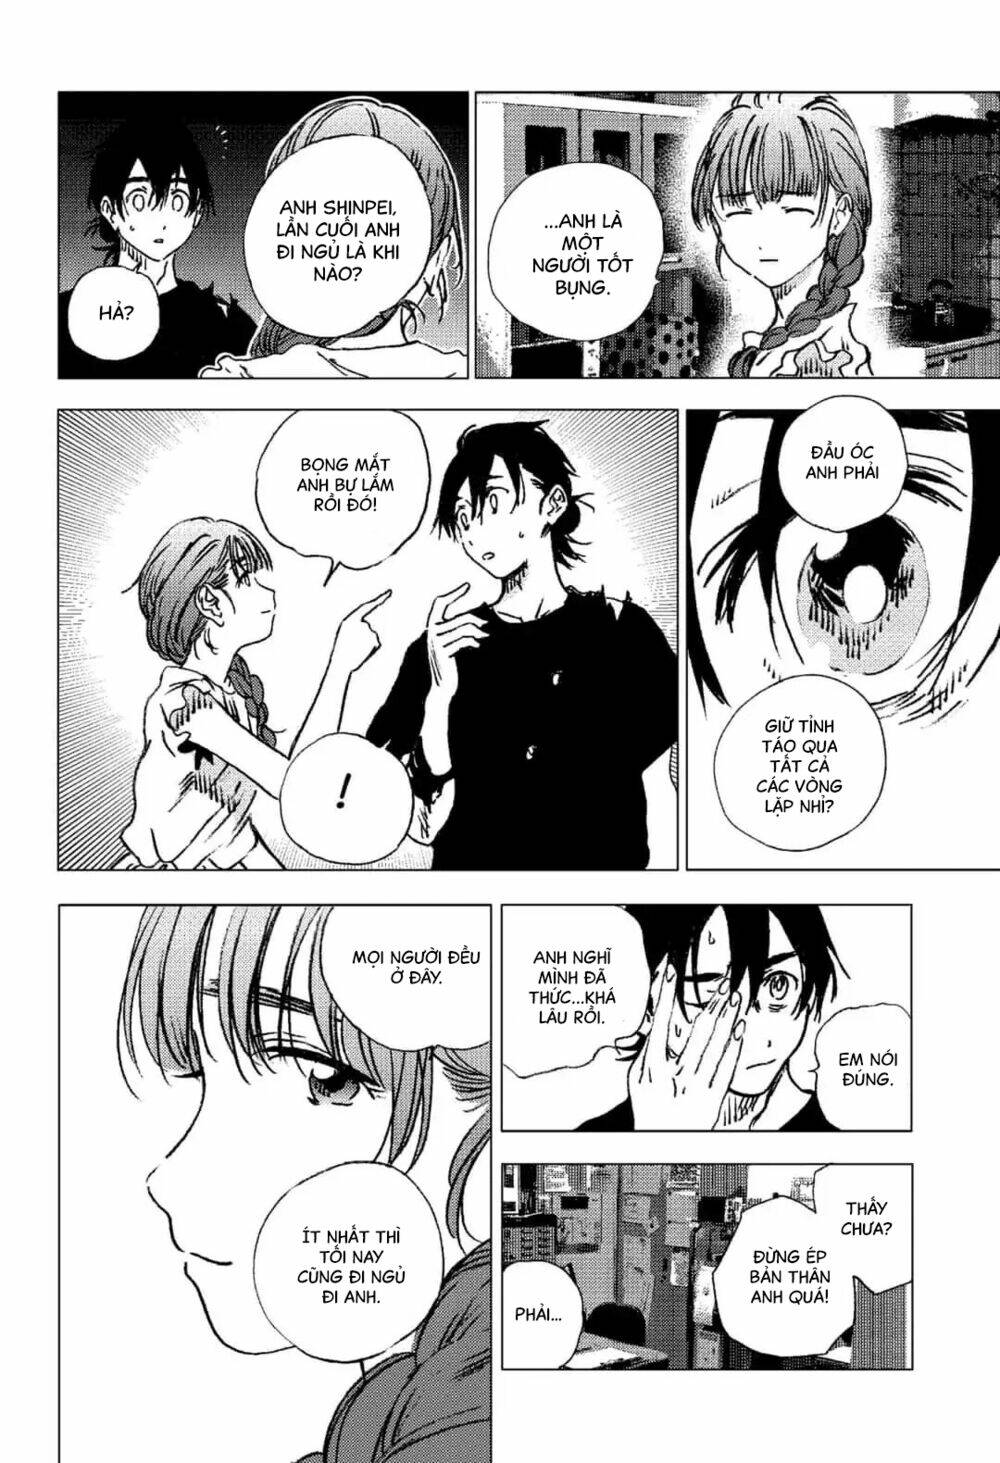 ...ANH LÀ
MỘT
NGƯỜI TỐT
BỤNG.
ANH SHINPEI,
LẦN CUỐI ANH
ĐI NGỦ LÀ KHI
NÀO?
HẢ?
ĐẦU ÓC
ANH PHẢI
GIỮ TỈNH
TÁO QUA
TẤT CẢ
CÁC VÒNG
LẶP NHỈ?
BỌNG MẮT
ANH BỰ LẮM
RỒI ĐÓ!
!
EM NÓI
ĐÚNG.
ANH NGHĨ
MÌNH ĐÃ
THỨC...KHÁ
LÂU RỒI.
THẤY
CHƯA?
ĐỪNG ÉP
BẢN THÂN
ANH QUÁ!
PHẢI...
MỌI NGƯỜI ĐỀU
Ở ĐÂY.
ÍT NHẤT THÌ
TỐI NAY
CŨNG ĐI NGỦ
ĐI ANH.